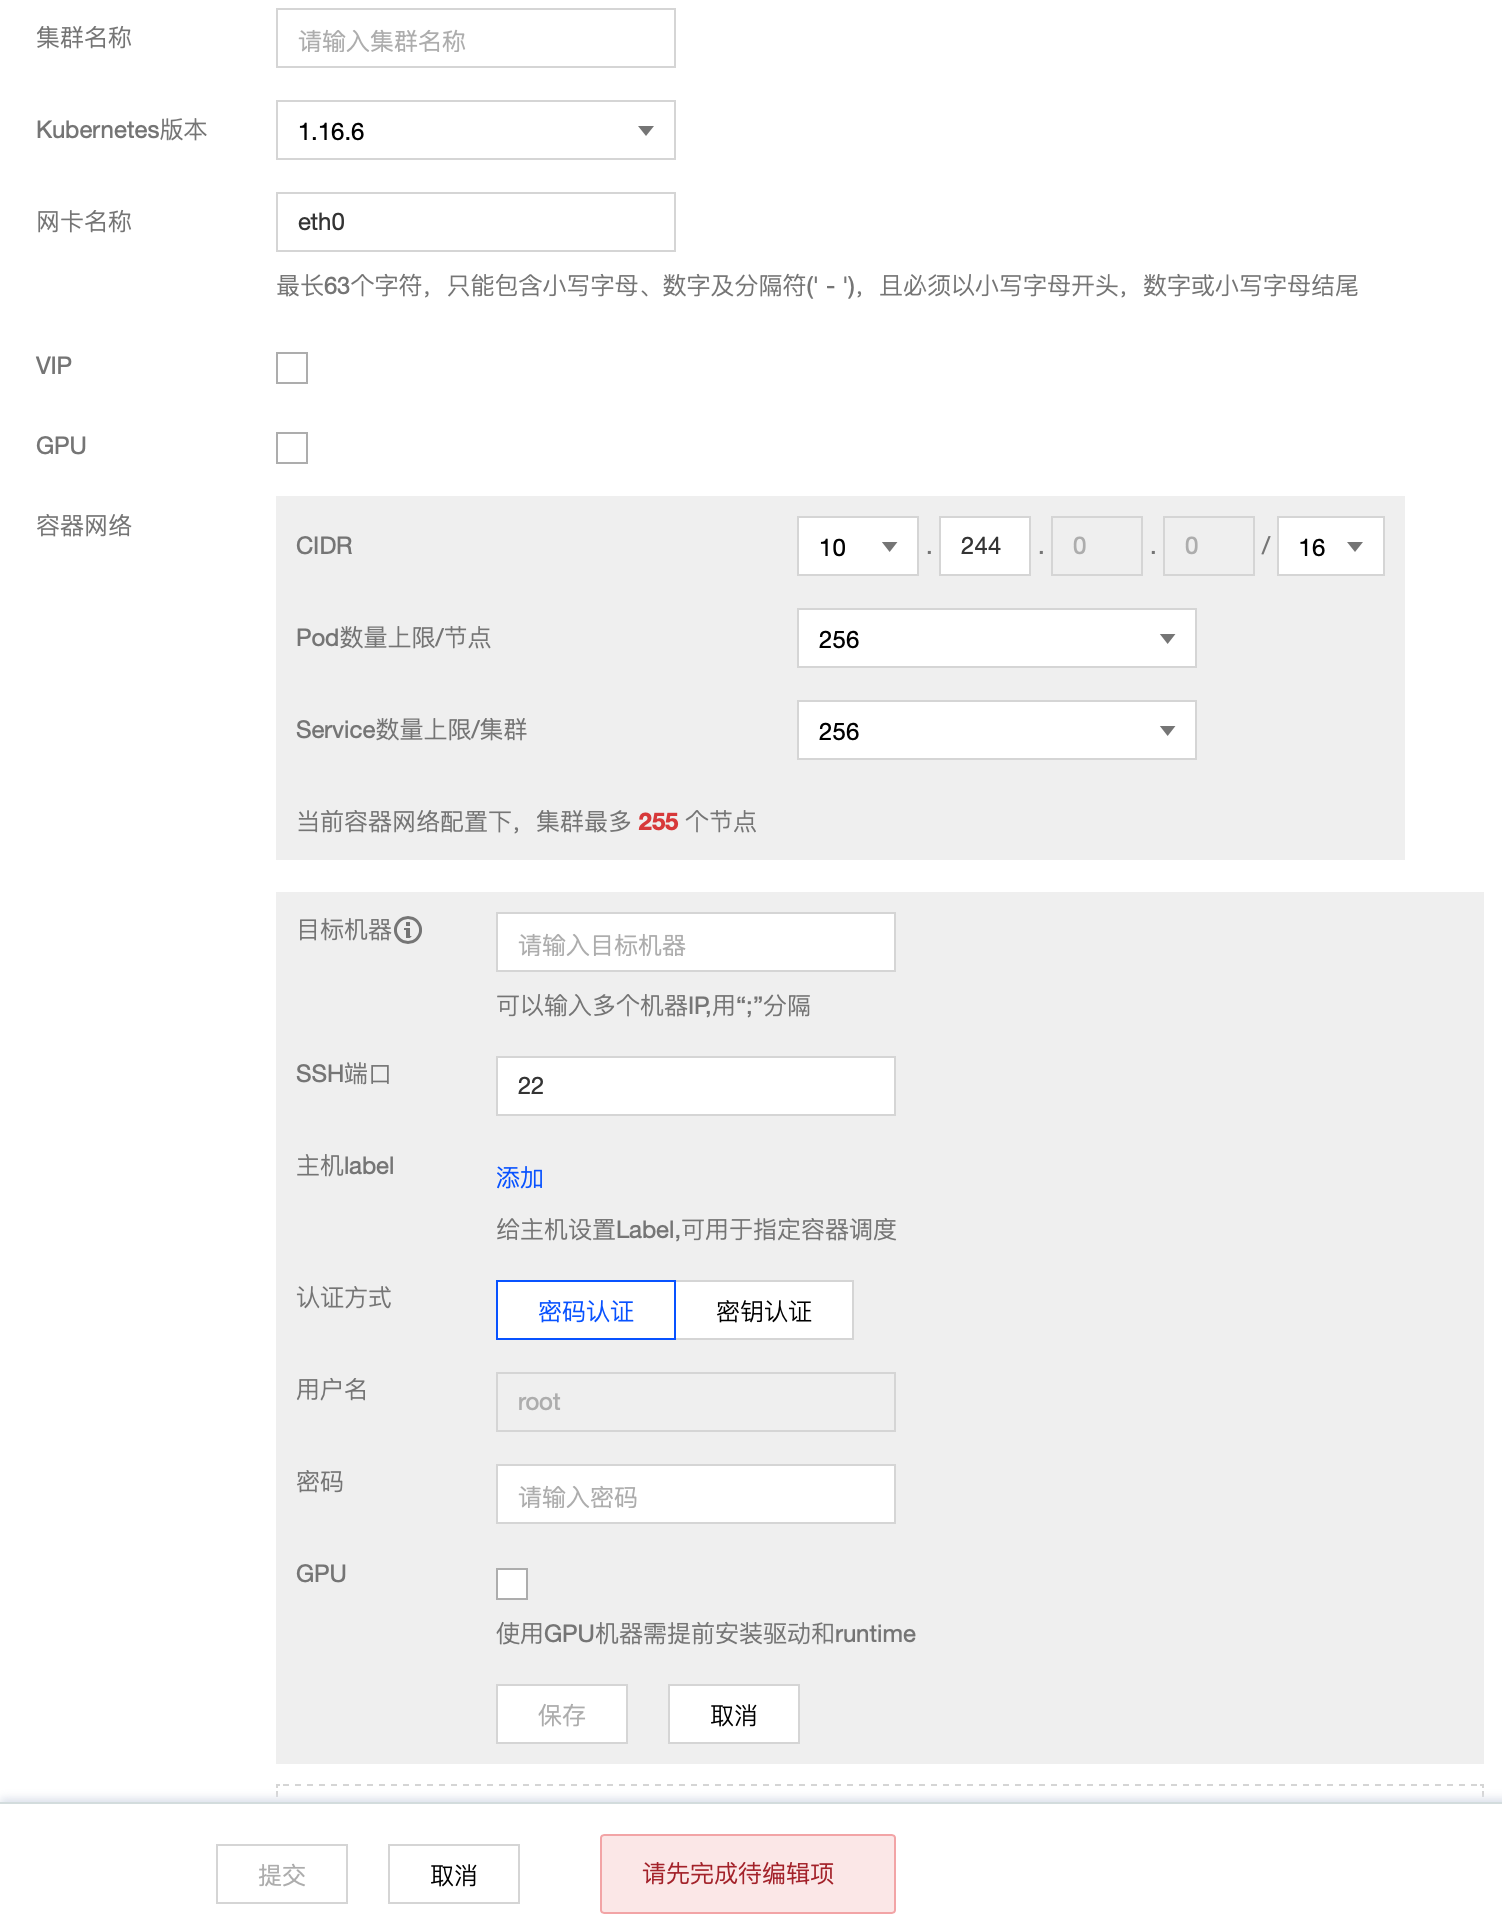 集群名称
请输入集群名称
Kubernetes版本
1.16.6
网卡名称
eth0
最长63个字符，只能包含小写字母、数字及分隔符(' - ')，且必须以小写字母开头，数字或小写字母结尾
VIP
GPU
容器网络
CIDR
10 . 244 . 0 . 0 / 16
Pod数量上限/节点
256
Service数量上限/集群
256
当前容器网络配置下，集群最多 255 个节点
目标机器
请输入目标机器
可以输入多个机器IP,用“;”分隔
SSH端口
22
主机label
添加
给主机设置Label,可用于指定容器调度
认证方式
密码认证 密钥认证
用户名
root
密码
请输入密码
GPU
使用GPU机器需提前安装驱动和runtime
保存 取消
提交 取消 请先完成待编辑项